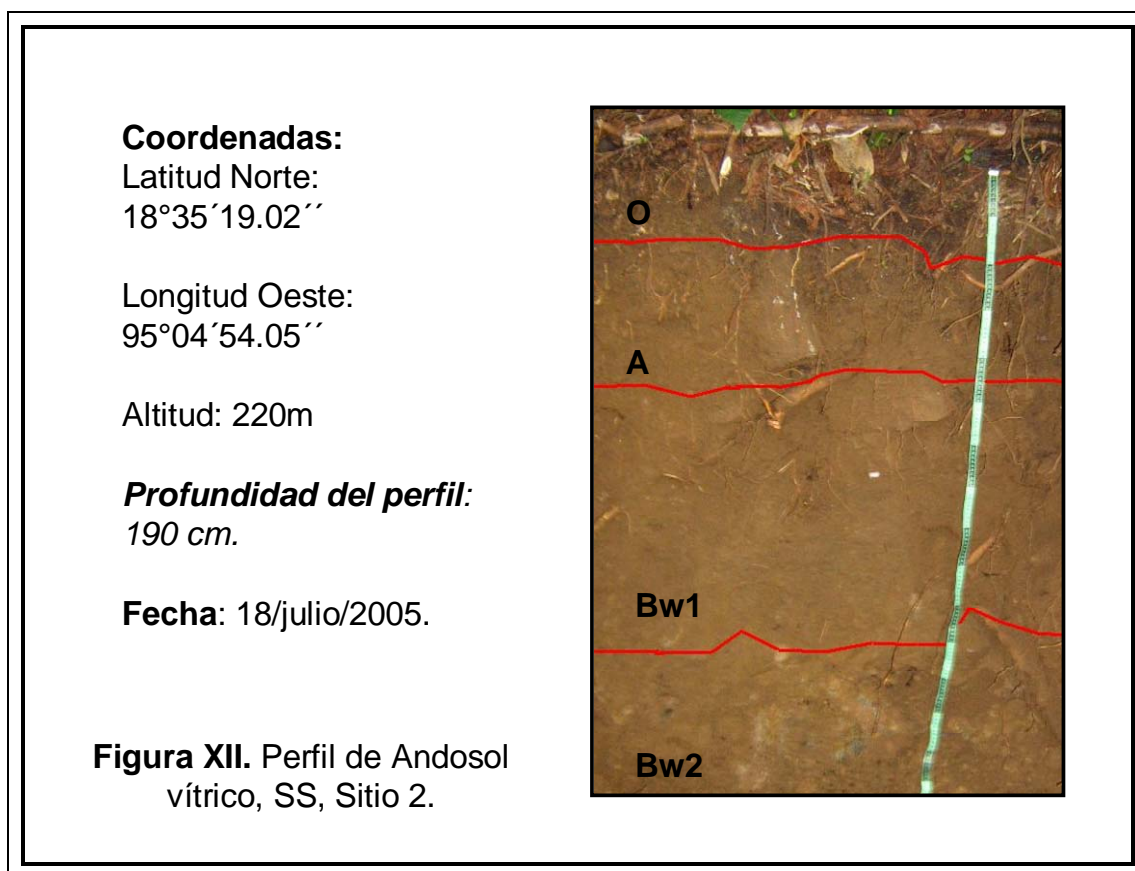 Coordenadas:
Latitud Norte:
18°35´19.02´´
Longitud Oeste:
95°04´54.05´´
Altitud: 220m
Profundidad del perfil:
190 cm.
Fecha: 18/julio/2005.
Figura XII. Perfil de Andosol
vítrico, SS, Sitio 2.
O
A
Bw1
Bw2